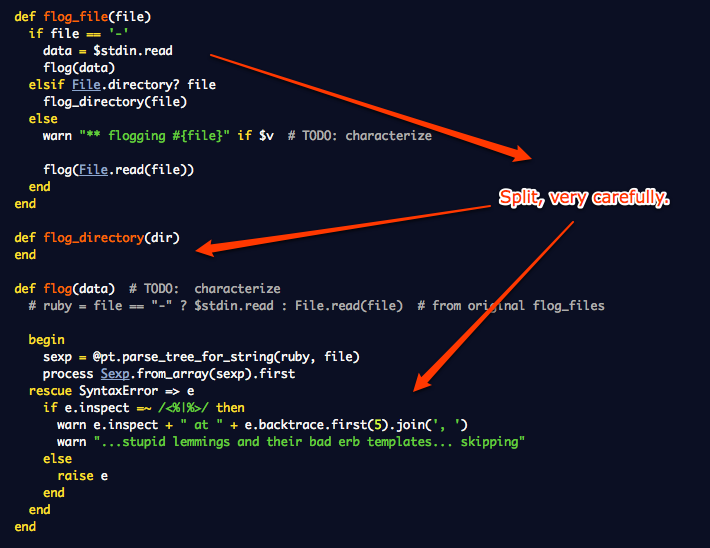 def flog_file(file)
  if file == '-'
    data = $stdin.read
    flog(data)
  elsif File.directory? file
    flog_directory(file)
  else
    warn "** flogging #{file}" if $v  # TODO: characterize

    flog(File.read(file))
  end
end
Split, very carefully.

def flog_directory(dir)
end

def flog(data)  # TODO:  characterize
  # ruby = file == "-" ? $stdin.read : File.read(file)  # from original flog_files

  begin
    sexp = @pt.parse_tree_for_string(ruby, file)
    process Sexp.from_array(sexp).first
  rescue SyntaxError => e
    if e.inspect =~ /<%|%>/ then
      warn e.inspect + " at " + e.backtrace.first(5).join(', ')
      warn "...stupid lemmings and their bad erb templates... skipping"
    else
      raise e
    end
  end
end